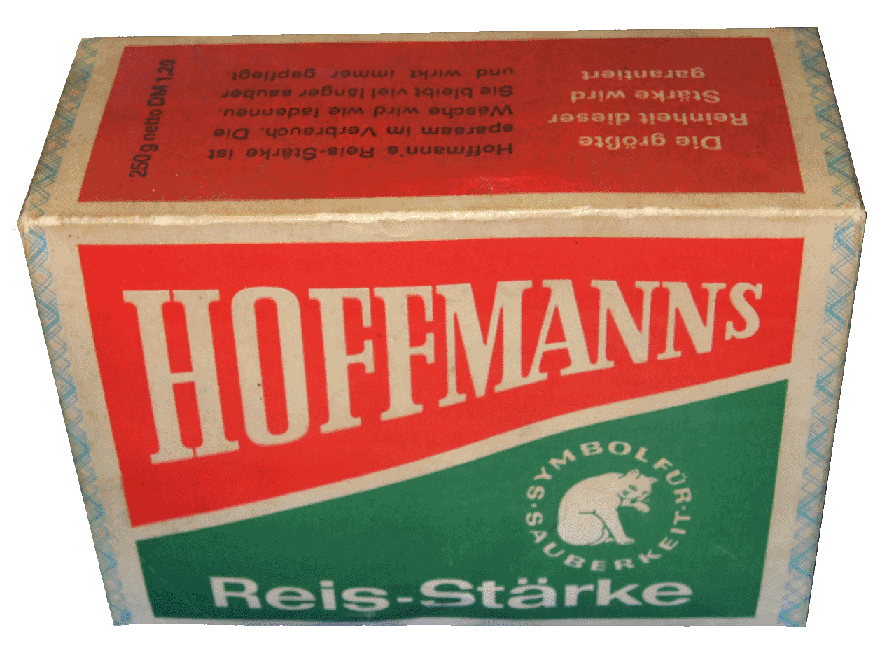 250 g netto DM 1,20
Hoffmann's Reis-Stärke ist
sparsam im Verbrauch. Die
Wäsche wird wie fadenneu.
Sie bleibt viel länger sauber
und wirkt immer gepflegt.
Die größte
Reinheit dieser
Stärke wird
garantiert
HOFFMANNS
·SYMBOL FÜR·
SAUBERKEIT
Reis-Stärke